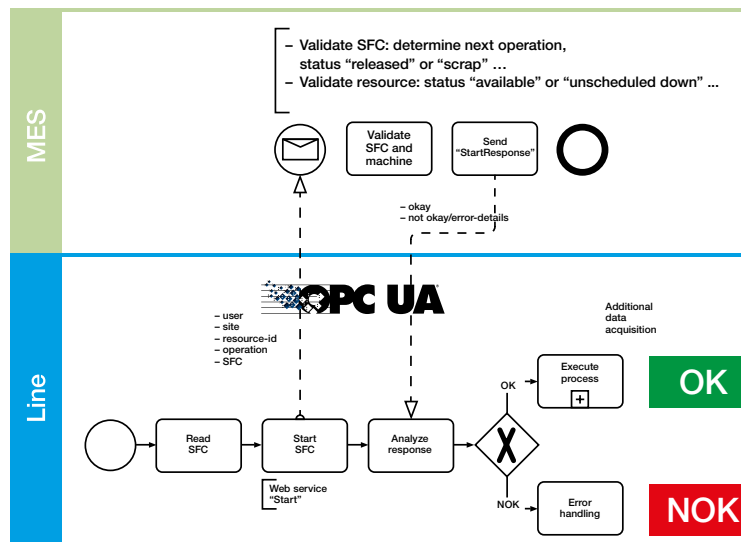 MES
– Validate SFC: determine next operation,
status “released” or “scrap” …
– Validate resource: status “available” or “unscheduled down” ...
Validate
SFC and
machine
Send
“StartResponse”
– okay
– not okay/error-details
Line
OPC UA
– user
– site
– resource-id
– operation
– SFC
Additional
data
acquisition
Read
SFC
Start
SFC
Analyze
response
OK
Execute
process
OK
Web service
“Start”
NOK
Error
handling
NOK